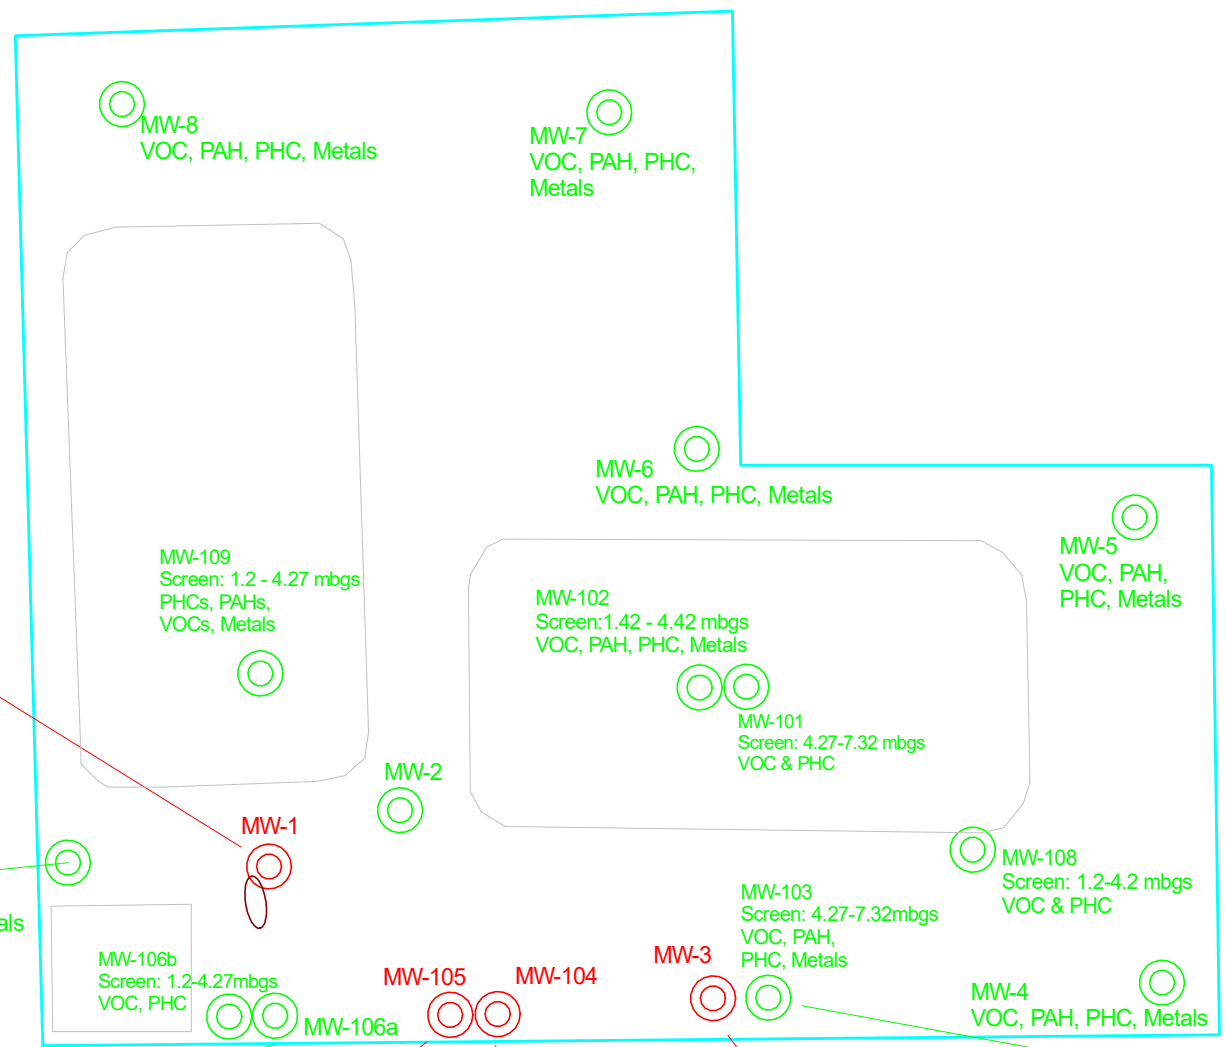 MW-8
VOC, PAH, PHC, Metals
MW-7
VOC, PAH, PHC,
Metals
MW-6
VOC, PAH, PHC, Metals
MW-5
VOC, PAH,
PHC, Metals
MW-109
Screen: 1.2 - 4.27 mbgs
PHCs, PAHs,
VOCs, Metals
MW-102
Screen:1.42 - 4.42 mbgs
VOC, PAH, PHC, Metals
MW-101
Screen: 4.27-7.32 mbgs
VOC & PHC
MW-2
MW-1
MW-108
Screen: 1.2-4.2 mbgs
VOC & PHC
MW-103
Screen: 4.27-7.32mbgs
VOC, PAH,
PHC, Metals
als
MW-106b
Screen: 1.2-4.27mbgs
VOC, PHC
MW-106a
MW-105
MW-104
MW-3
MW-4
VOC, PAH, PHC, Metals